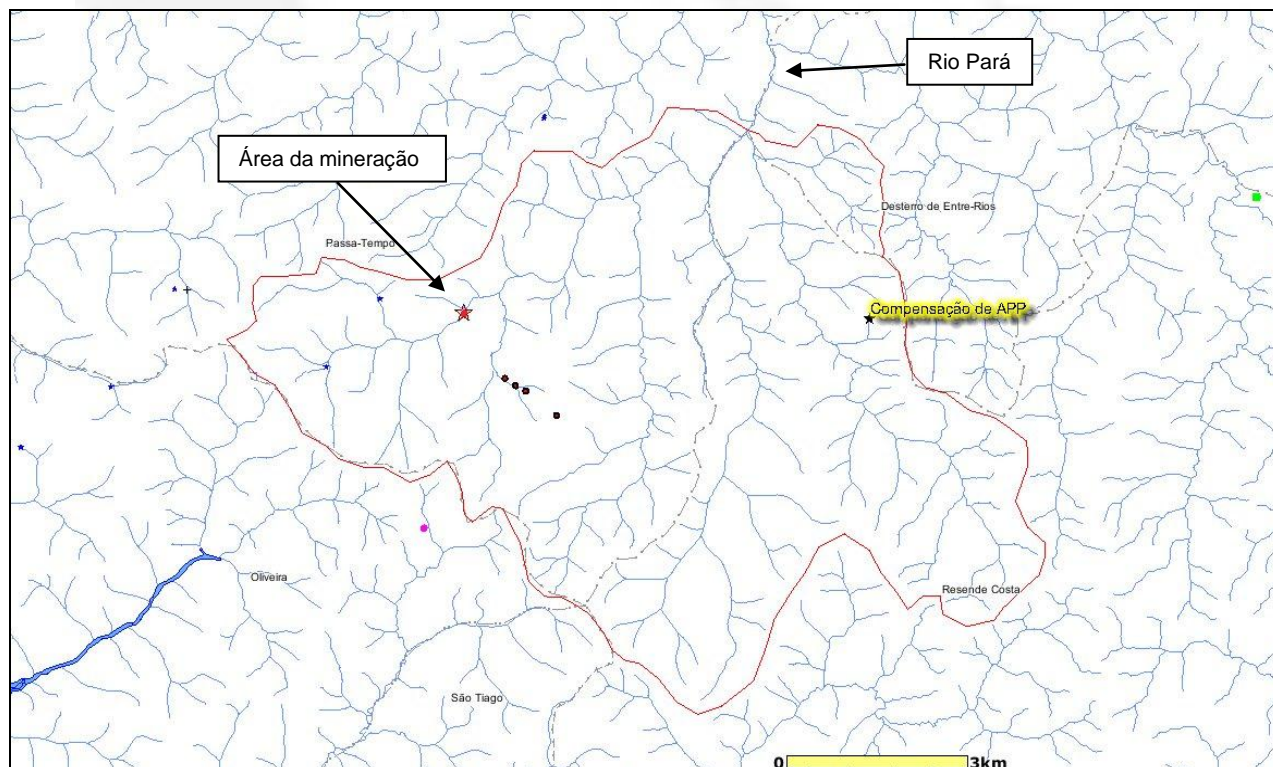 Rio Pará
Área da mineração
Desterro de Entre-Rios
Passa-Tempo
Compensação de APP
Oliveira
Resende Costa
São Tiago
0 3km